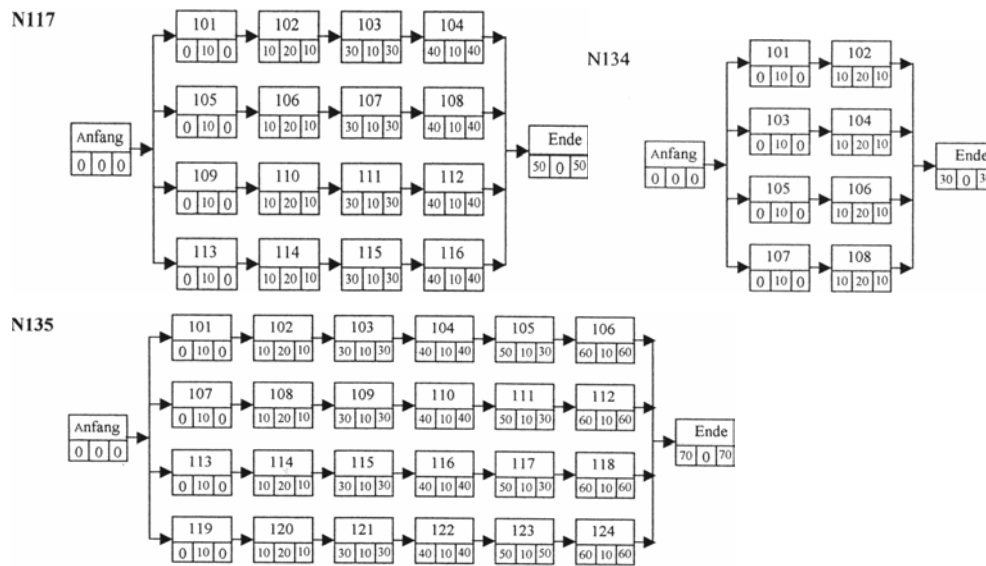 N117
101 102 103 104
0 10 0 10 20 10 30 10 30 40 10 40
105 106 107 108
0 10 0 10 20 10 30 10 30 40 10 40
Anfang Ende
0 0 0 50 0 50
109 110 111 112
0 10 0 10 20 10 30 10 30 40 10 40
113 114 115 116
0 10 0 10 20 10 30 10 30 40 10 40
N134
101 102
0 10 0 10 20 10
103 104
0 10 0 10 20 10
Anfang Ende
0 0 0 30 0
105 106
0 10 0 10 20 10
107 108
0 10 0 10 20 10
N135
101 102 103 104 105 106
0 10 0 10 20 10 30 10 30 40 10 40 50 10 30 60 10 60
107 108 109 110 111 112
0 10 0 10 20 10 30 10 30 40 10 40 50 10 30 60 10 60
Anfang Ende
0 0 0 70 0 70
113 114 115 116 117 118
0 10 0 10 20 10 30 10 30 40 10 40 50 10 30 60 10 60
119 120 121 122 123 124
0 10 0 10 20 10 30 10 30 40 10 40 50 10 50 60 10 60